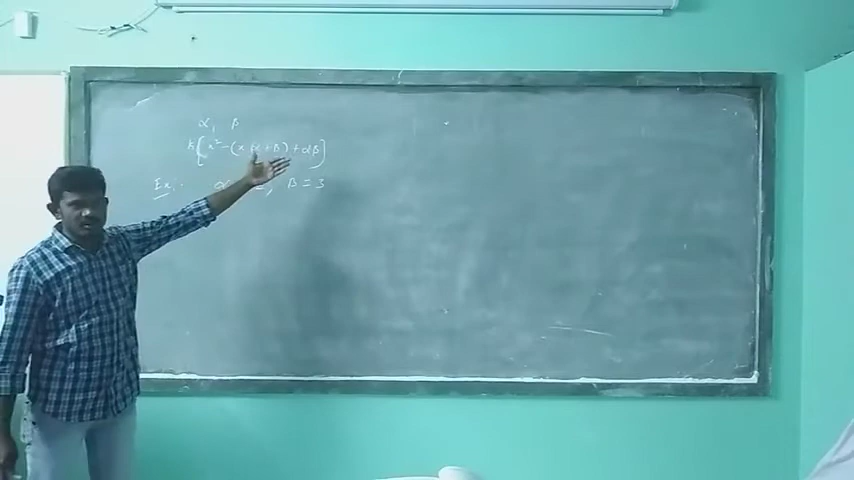 α, β
k[x² - (x α + β) + αβ]
Ex:- α , β = 3